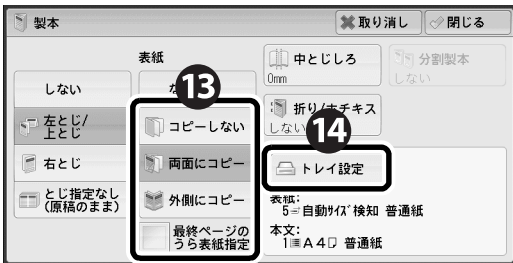 製本
取り消し
閉じる
表紙
しない
左とじ/
上とじ
右とじ
とじ指定なし
(原稿のまま)
13
コピーしない
両面にコピー
外側にコピー
最終ページの
うら表紙指定
中とじしろ
0mm
分割製本
しない
折り/ホチキス
しない
14
トレイ設定
表紙:
5 自動サイズ検知 普通紙
本文:
1 A4 普通紙